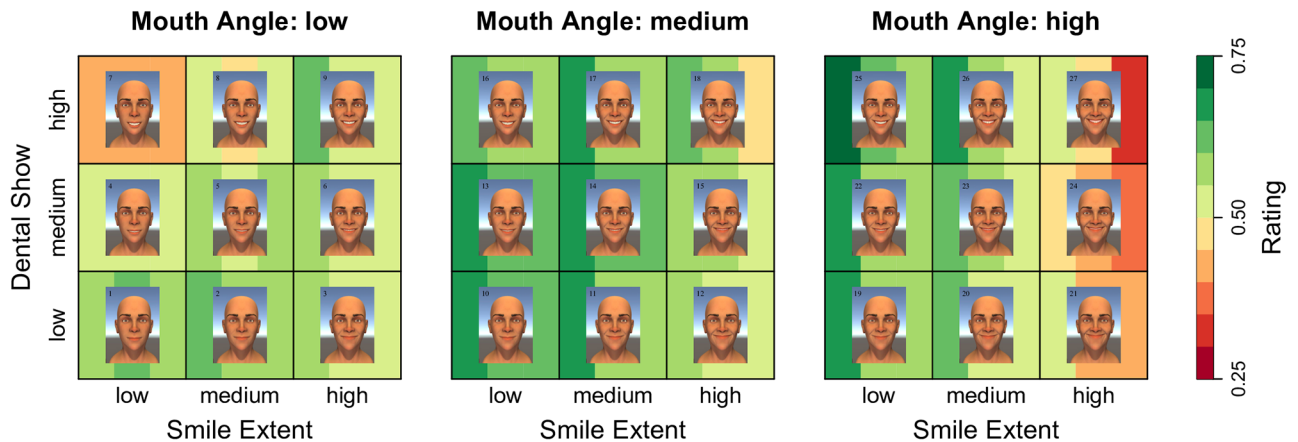 Mouth Angle: low
Mouth Angle: medium
Mouth Angle: high
Dental Show
high
medium
low
7
8
9
4
5
6
1
2
3
16
17
18
13
14
15
10
11
12
25
26
27
22
23
24
19
20
21
low
medium
high
low
medium
high
low
medium
high
Smile Extent
Smile Extent
Smile Extent
0.75
0.50
0.25
Rating